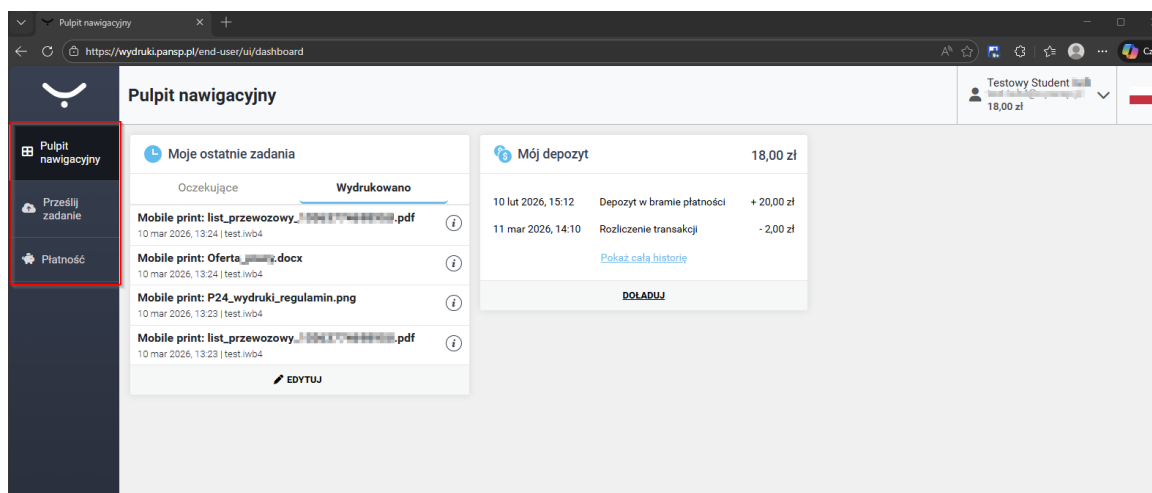 Pulpit nawigacyjny
https://wydruki.pansp.pl/end-user/ui/dashboard
Pulpit nawigacyjny
Testowy Student
18,00 zł
Pulpit
nawigacyjny
Prześlij
zadanie
Płatność
Moje ostatnie zadania
Oczekujące Wydrukowano
Mobile print: list_przewozowy_ .pdf
10 mar 2026, 13:24 | test.iwb4
Mobile print: Oferta_ .docx
10 mar 2026, 13:24 | test.iwb4
Mobile print: P24_wydruki_regulamin.png
10 mar 2026, 13:23 | test.iwb4
Mobile print: list_przewozowy_ .pdf
10 mar 2026, 13:23 | test.iwb4
EDYTUJ
Mój depozyt 18,00 zł
10 lut 2026, 15:12 Depozyt w bramie płatności + 20,00 zł
11 mar 2026, 14:10 Rozliczenie transakcji - 2,00 zł
Pokaż całą historię
DOŁADUJ